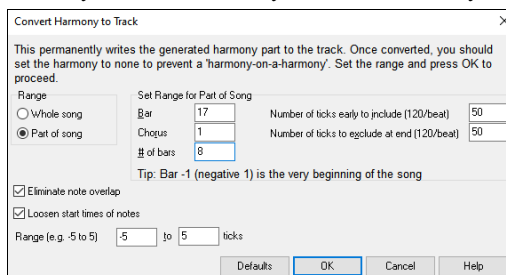 Convert Harmony to Track
This permanently writes the generated harmony part to the track. Once converted, you should
set the harmony to none to prevent a 'harmony-on-a-harmony'. Set the range and press OK to
proceed.
Range
Whole song
Part of song
Set Range for Part of Song
Bar 17 Number of ticks early to include (120/beat) 50
Chorus 1 Number of ticks to exclude at end (120/beat) 50
# of bars 8
Tip: Bar -1 (negative 1) is the very beginning of the song
Eliminate note overlap
Loosen start times of notes
Range (e.g. -5 to 5) -5 to 5 ticks
Defaults OK Cancel Help